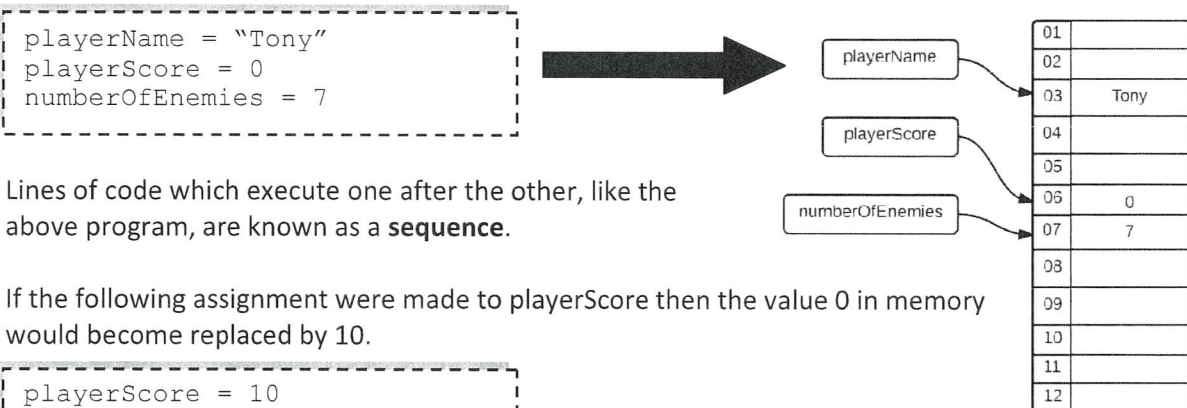 playerName = “Tony”
playerScore = 0
numberOfEnemies = 7
Lines of code which execute one after the other, like the
above program, are known as a sequence.
If the following assignment were made to playerScore then the value 0 in memory
would become replaced by 10.
playerScore = 10
playerName
playerScore
numberOfEnemies
01
02
03 Tony
04
05
06 0
07 7
08
09
10
11
12